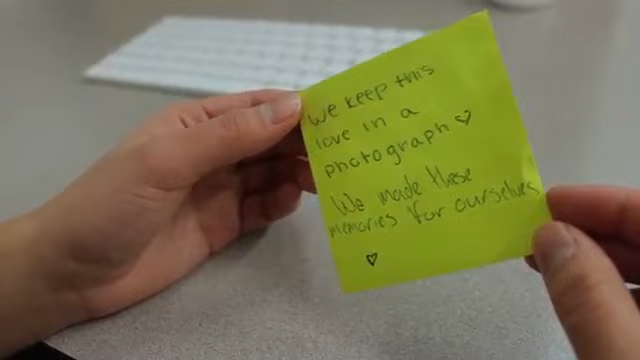 We keep this
love in a
photograph ♡
We made these
memories for ourselves
♡